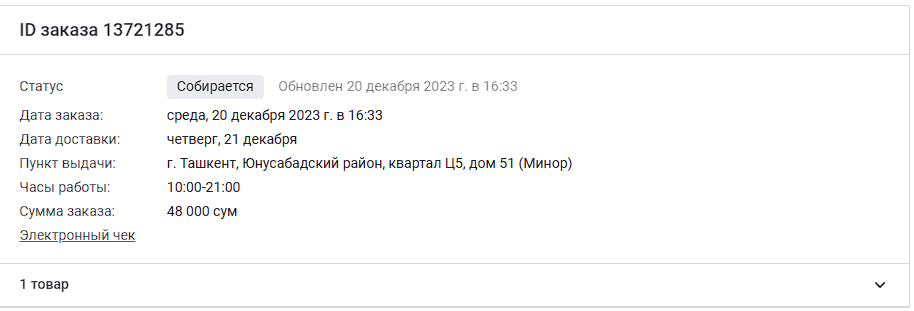 ID заказа 13721285
Статус Собирается Обновлен 20 декабря 2023 г. в 16:33
Дата заказа: среда, 20 декабря 2023 г. в 16:33
Дата доставки: четверг, 21 декабря
Пункт выдачи: г. Ташкент, Юнусабадский район, квартал Ц5, дом 51 (Минор)
Часы работы: 10:00-21:00
Сумма заказа: 48 000 сум
Электронный чек
1 товар